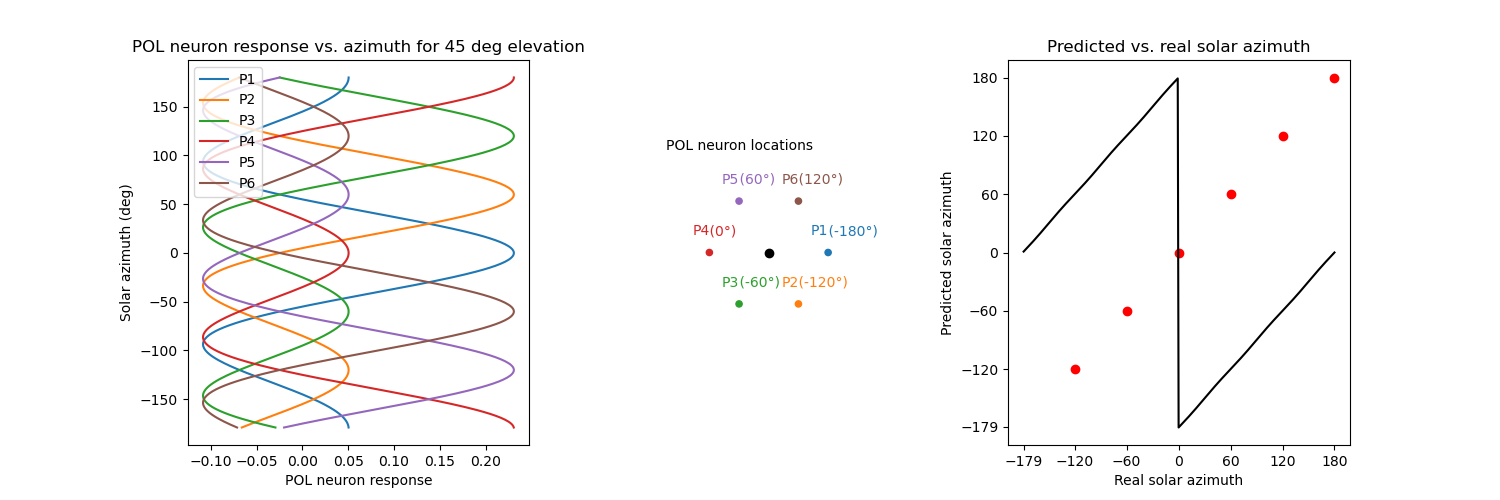 POL neuron response vs. azimuth for 45 deg elevation
P1
P2
P3
P4
P5
P6
150
100
50
0
−50
−100
−150
Solar azimuth (deg)
−0.10 −0.05 0.00 0.05 0.10 0.15 0.20
POL neuron response
POL neuron locations
P5(60°) P6(120°)
P4(0°) P1(-180°)
P3(-60°) P2(-120°)
Predicted vs. real solar azimuth
180
120
60
0
−60
−120
−179
Predicted solar azimuth
−179 −120 −60 0 60 120 180
Real solar azimuth